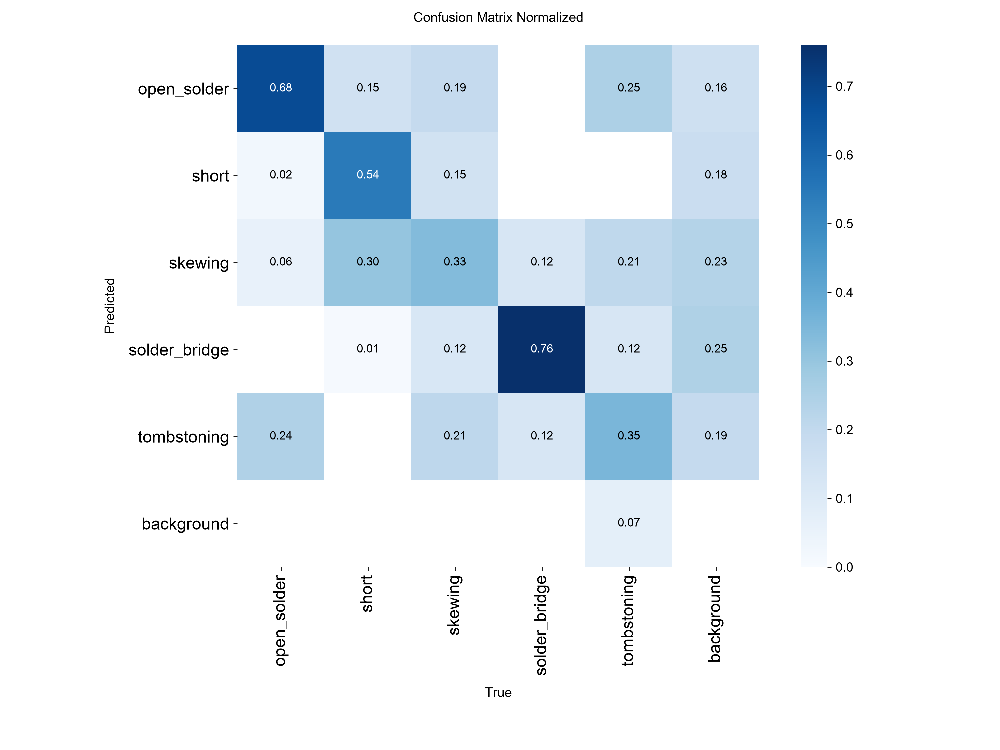 Confusion Matrix Normalized
open_solder 0.68 0.15 0.19 0.25 0.16
short 0.02 0.54 0.15 0.18
skewing 0.06 0.30 0.33 0.12 0.21 0.23
solder_bridge 0.01 0.12 0.76 0.12 0.25
tombstoning 0.24 0.21 0.12 0.35 0.19
background 0.07
Predicted
open_solder short skewing solder_bridge tombstoning background
True
0.7
0.6
0.5
0.4
0.3
0.2
0.1
0.0